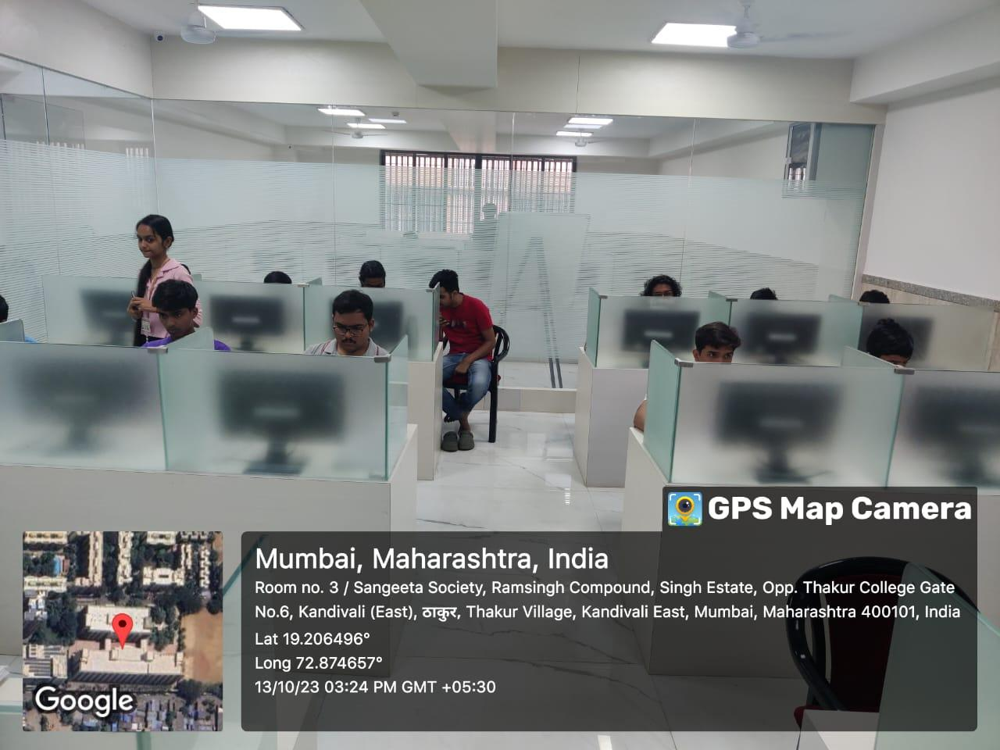 GPS Map Camera
Mumbai, Maharashtra, India
Room no. 3 / Sangeeta Society, Ramsingh Compound, Singh Estate, Opp. Thakur College Gate
No.6, Kandivali (East), ठाकुर, Thakur Village, Kandivali East, Mumbai, Maharashtra 400101, India
Lat 19.206496°
Long 72.874657°
13/10/23 03:24 PM GMT +05:30
Google